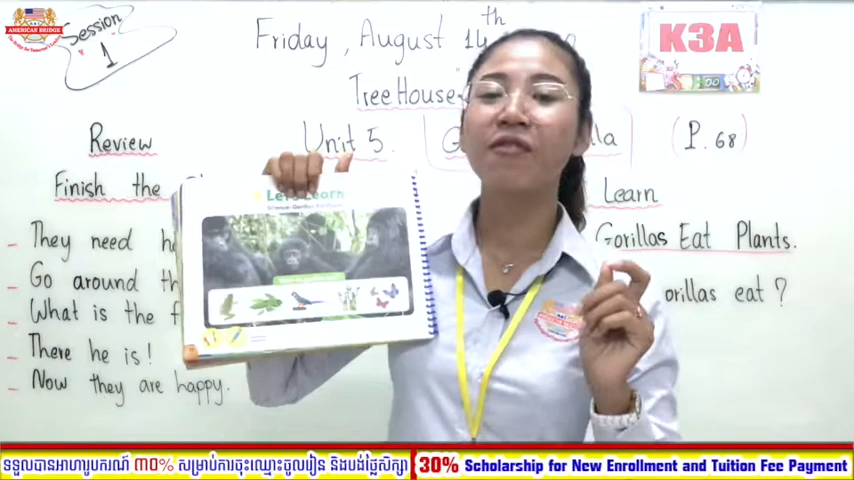 AMERICAN BRIDGE
Session
1
Friday, August 14th
K3A
TreeHouse
Review
Unit 5.
(P. 68)
Finish the
Let's Learn
Learn
They need
Gorillas Eat Plants.
Go around
eat ?
What is the
There he is!
Now they are happy.
ទទួលបានអាហារូបករណ៍ ៣០% សម្រាប់ការចុះឈ្មោះចូលរៀន និងបង់ថ្លៃសិក្សា
30% Scholarship for New Enrollment and Tuition Fee Payment